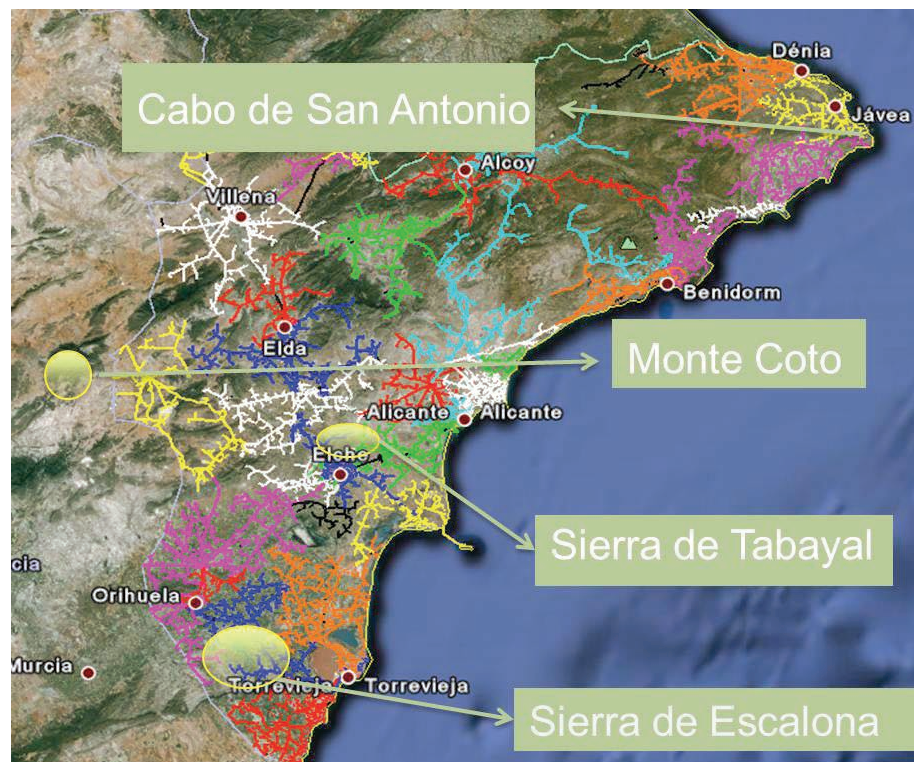 Dénia
Cabo de San Antonio
Jávea
Alcoy
Villena
Benidorm
Elda
Monte Coto
Alicante
Alicante
Elche
Sierra de Tabayal
cia
Orihuela
Murcia
Torrevieja
Torrevieja
Sierra de Escalona